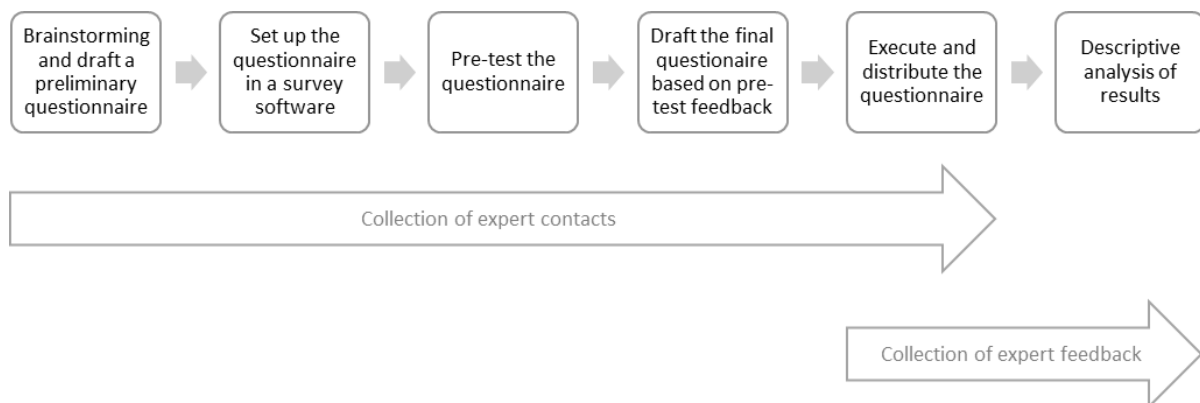 Brainstorming
and draft a
preliminary
questionnaire
Set up the
questionnaire
in a survey
software
Pre-test the
questionnaire
Draft the final
questionaire
based on pre-
test feedback
Execute and
distribute the
questionnaire
Descriptive
analysis of
results
Collection of expert contacts
Collection of expert feedback